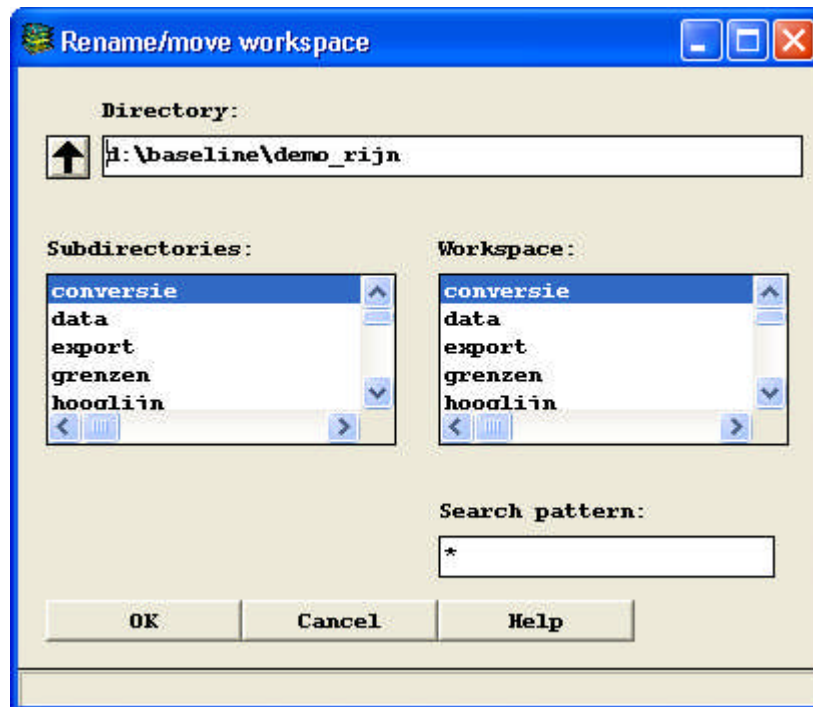 Rename/move workspace
Directory:
d:\baseline\demo_rijn
Subdirectories:
conversie
data
export
grenzen
hooglijn
Workspace:
conversie
data
export
grenzen
hooglijn
Search pattern:
*
OK Cancel Help